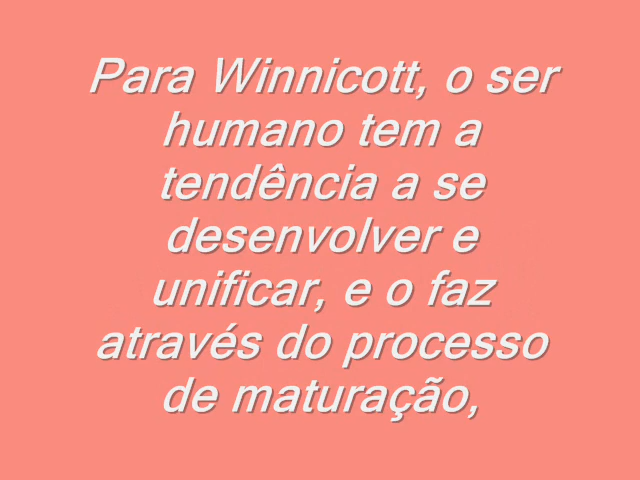 Para Winnicott, o ser
humano tem a
tendência a se
desenvolver e
unificar, e o faz
através do processo
de maturação,